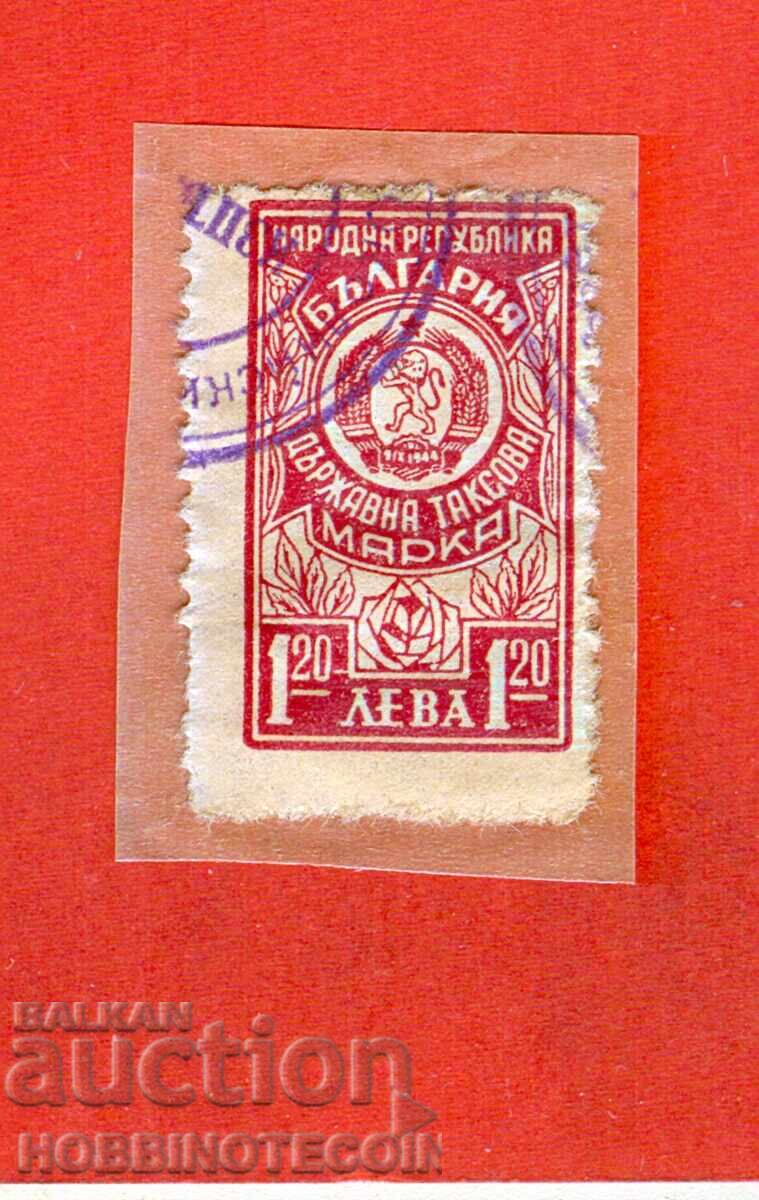 НАРОДНА РЕПУБЛИКА
БЪЛГАРИЯ
ДЪРЖАВНА ТАКСОВА
МАРКА
1 20 1 20
ЛЕВА
BALKAN
auction
HOBBINOTECOIN